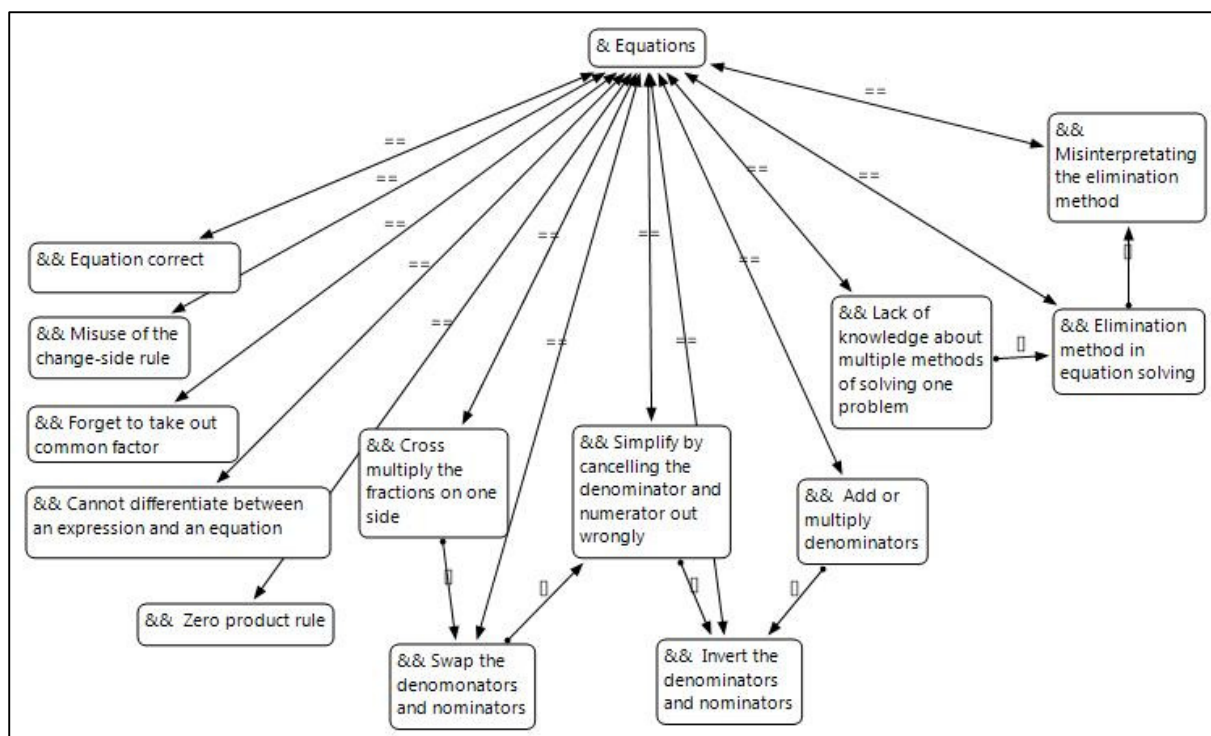 & Equations
==
&&
Misinterpretating
the elimination
method
==
==
==
==
==
==
&& Equation correct
==
==
==
==
==
==
&& Misuse of the
change-side rule
&& Lack of
knowledge about
multiple methods
of solving one
problem
&& Elimination
method in
equation solving
&& Forget to take out
common factor
&& Cross
multiply the
fractions on one
side
&& Simplify by
cancelling the
denominator and
numerator out
wrongly
&& Add or
multiply
denominators
&& Cannot differentiate between
an expression and an equation
&& Zero product rule
&& Swap the
denomonators
and nominators
&& Invert the
denominators
and nominators